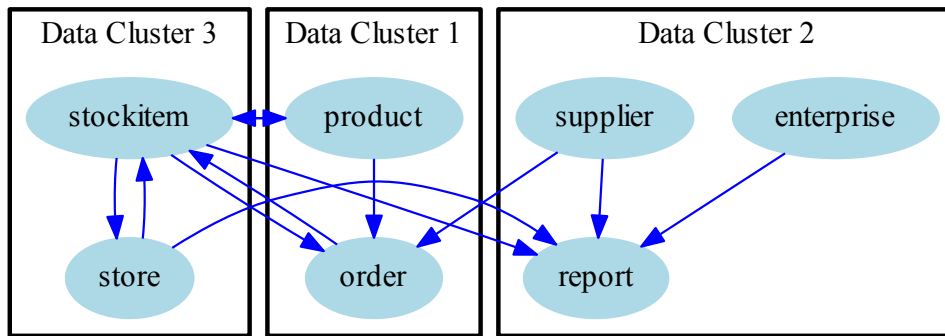 Data Cluster 3
Data Cluster 1
Data Cluster 2
stockitem
product
supplier
enterprise
store
order
report